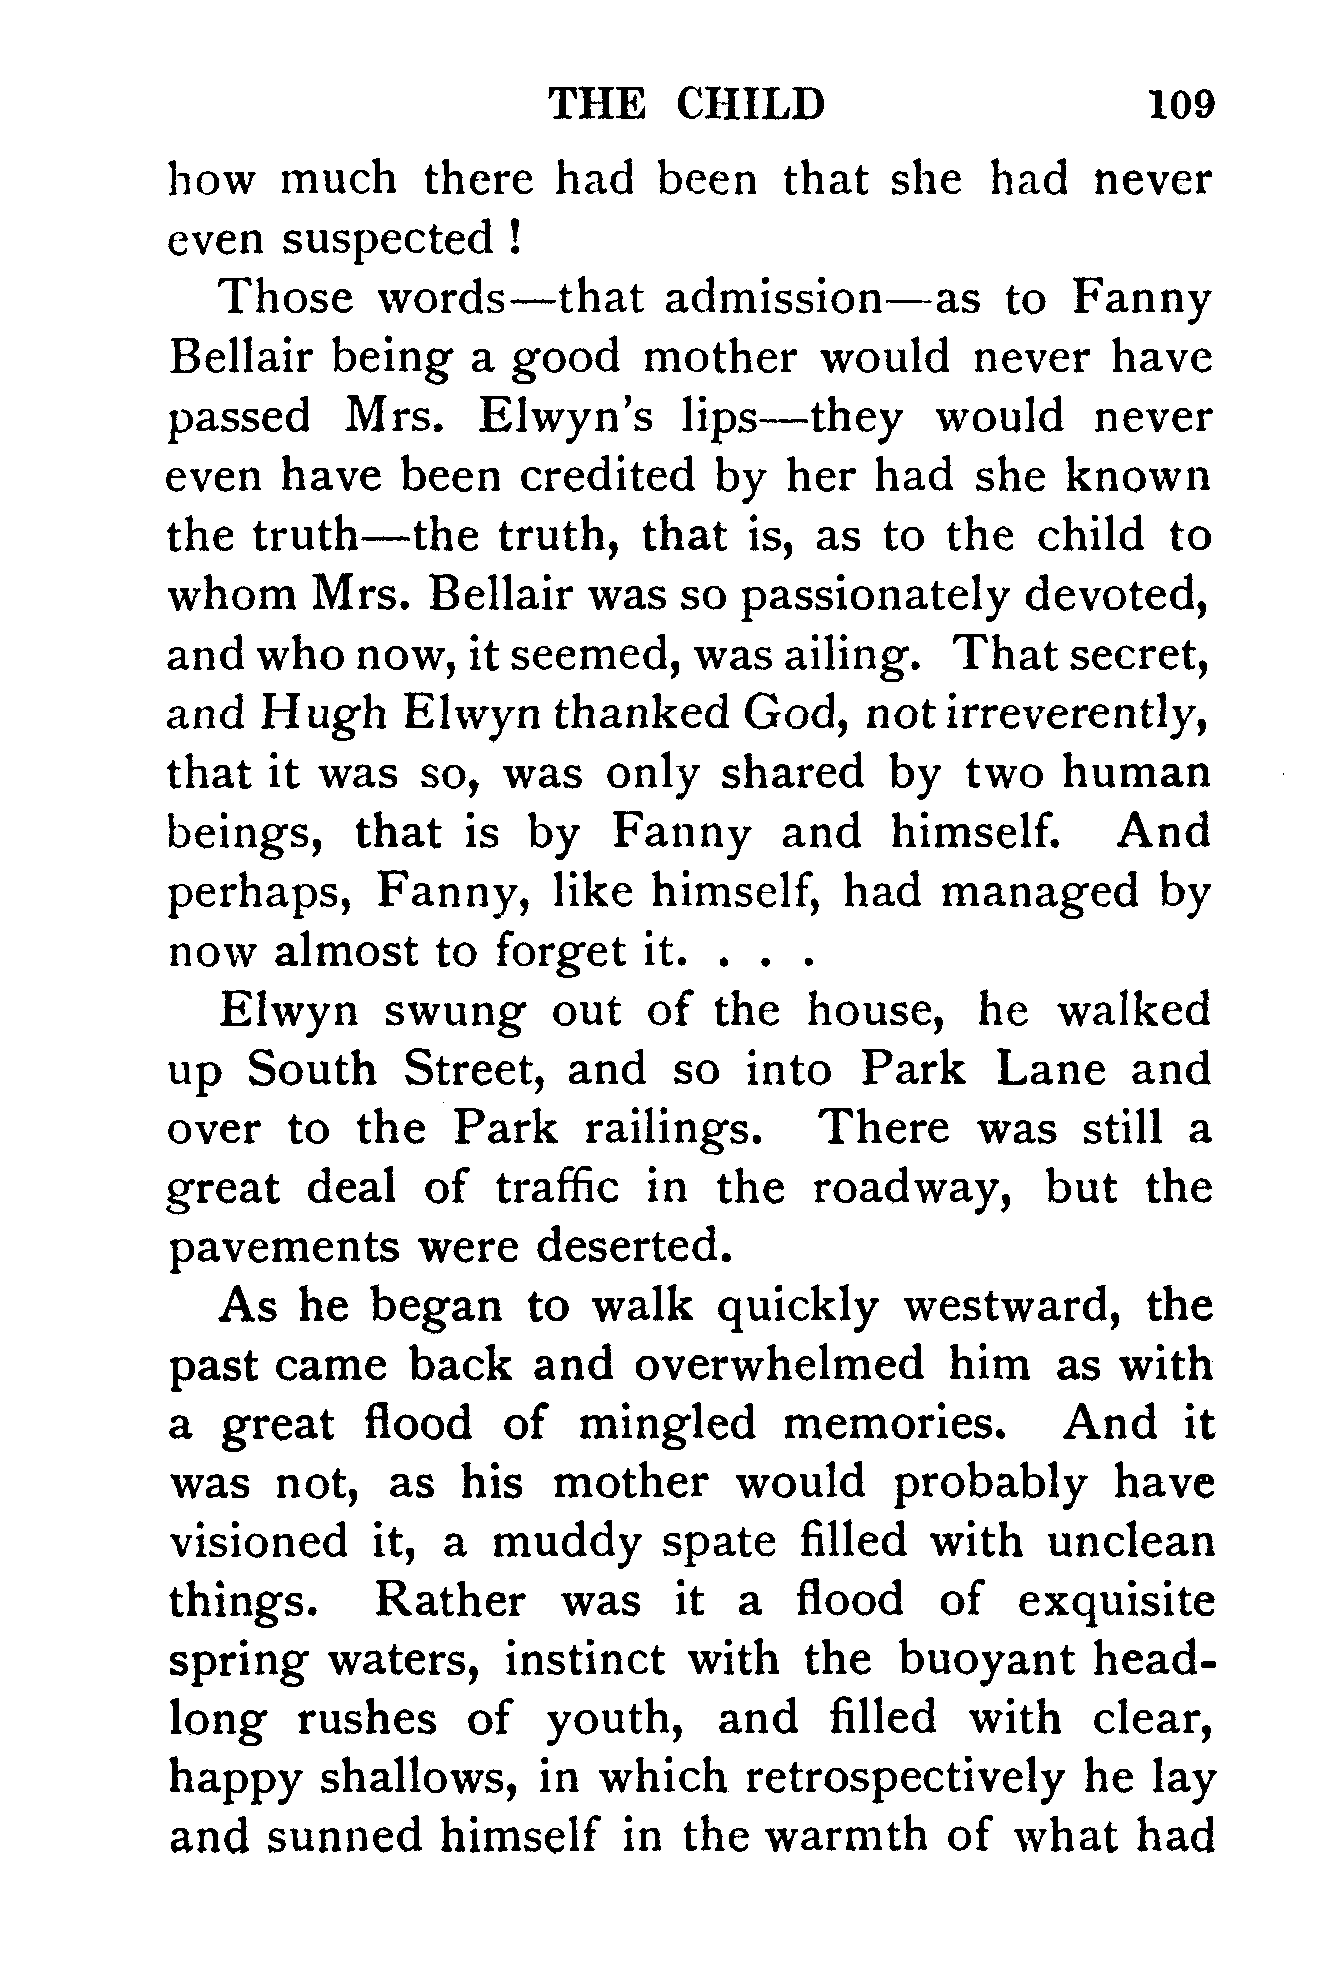 THE CHILD 109
how much there had been that she had never
even suspected !
Those words—that admission—as to Fanny
Bellair being a good mother would never have
passed Mrs. Elwyn's lips—they would never
even have been credited by her had she known
the truth—the truth, that is, as to the child to
whom Mrs. Bellair was so passionately devoted,
and who now, it seemed, was ailing. That secret,
and Hugh Elwyn thanked God, not irreverently,
that it was so, was only shared by two human
beings, that is by Fanny and himself. And
perhaps, Fanny, like himself, had managed by
now almost to forget it. . . .
Elwyn swung out of the house, he walked
up South Street, and so into Park Lane and
over to the Park railings. There was still a
great deal of traffic in the roadway, but the
pavements were deserted.
As he began to walk quickly westward, the
past came back and overwhelmed him as with
a great flood of mingled memories. And it
was not, as his mother would probably have
visioned it, a muddy spate filled with unclean
things. Rather was it a flood of exquisite
spring waters, instinct with the buoyant head-
long rushes of youth, and filled with clear,
happy shallows, in which retrospectively he lay
and sunned himself in the warmth of what had